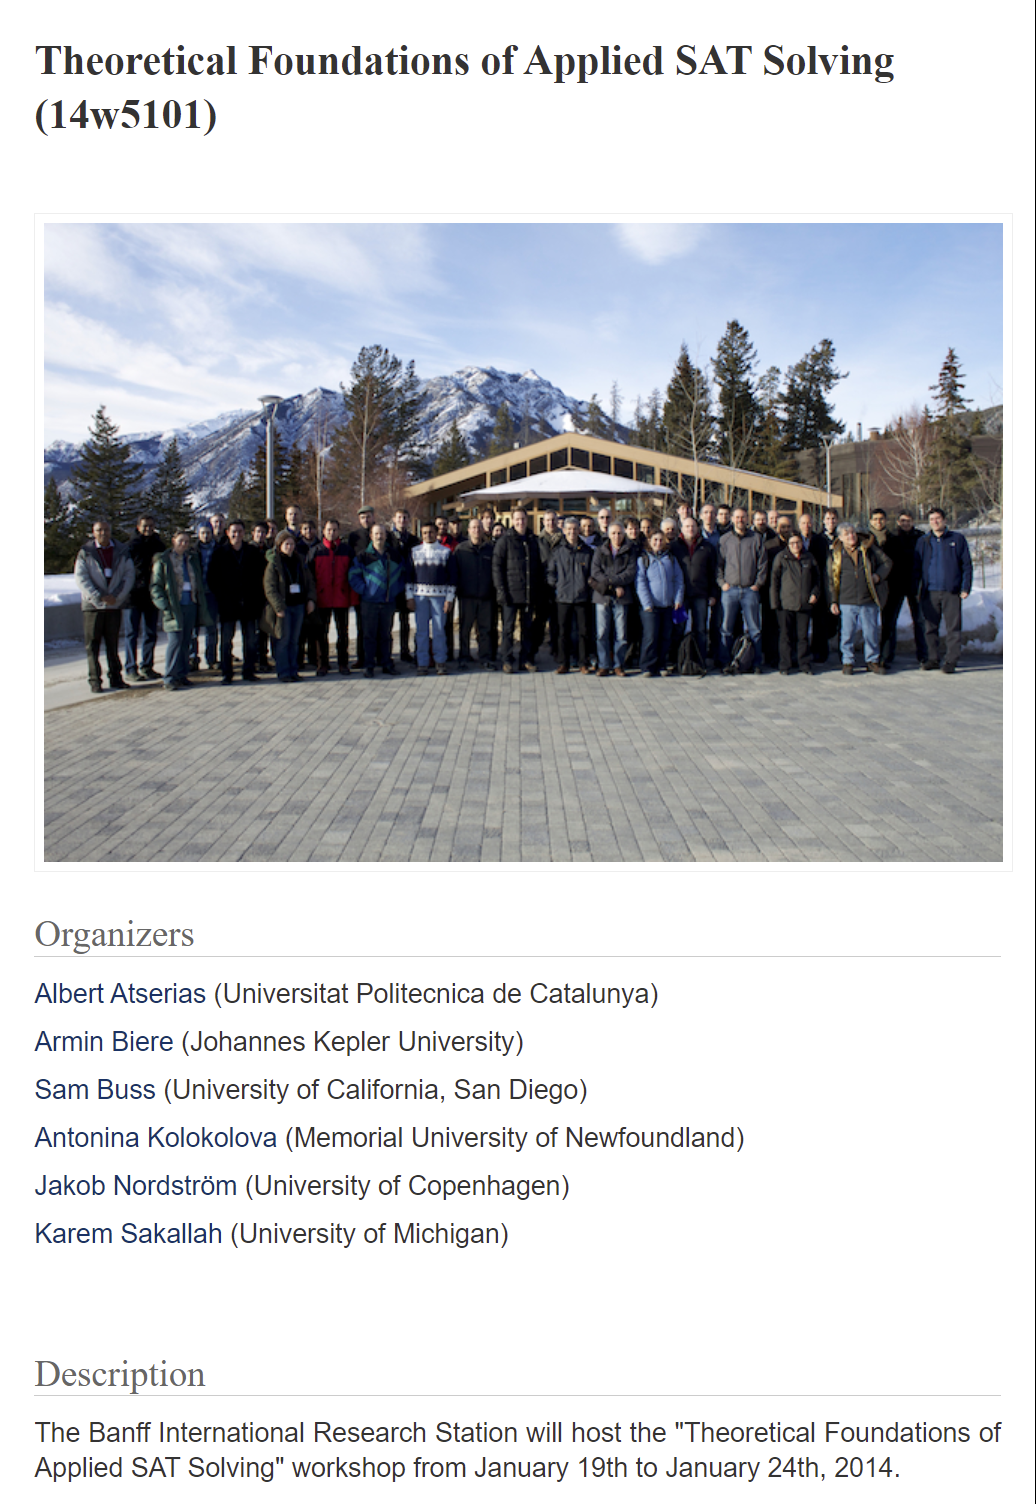 Theoretical Foundations of Applied SAT Solving
(14w5101)
Organizers
Albert Atserias (Universitat Politecnica de Catalunya)
Armin Biere (Johannes Kepler University)
Sam Buss (University of California, San Diego)
Antonina Kolokolova (Memorial University of Newfoundland)
Jakob Nordström (University of Copenhagen)
Karem Sakallah (University of Michigan)
Description
The Banff International Research Station will host the "Theoretical Foundations of
Applied SAT Solving" workshop from January 19th to January 24th, 2014.